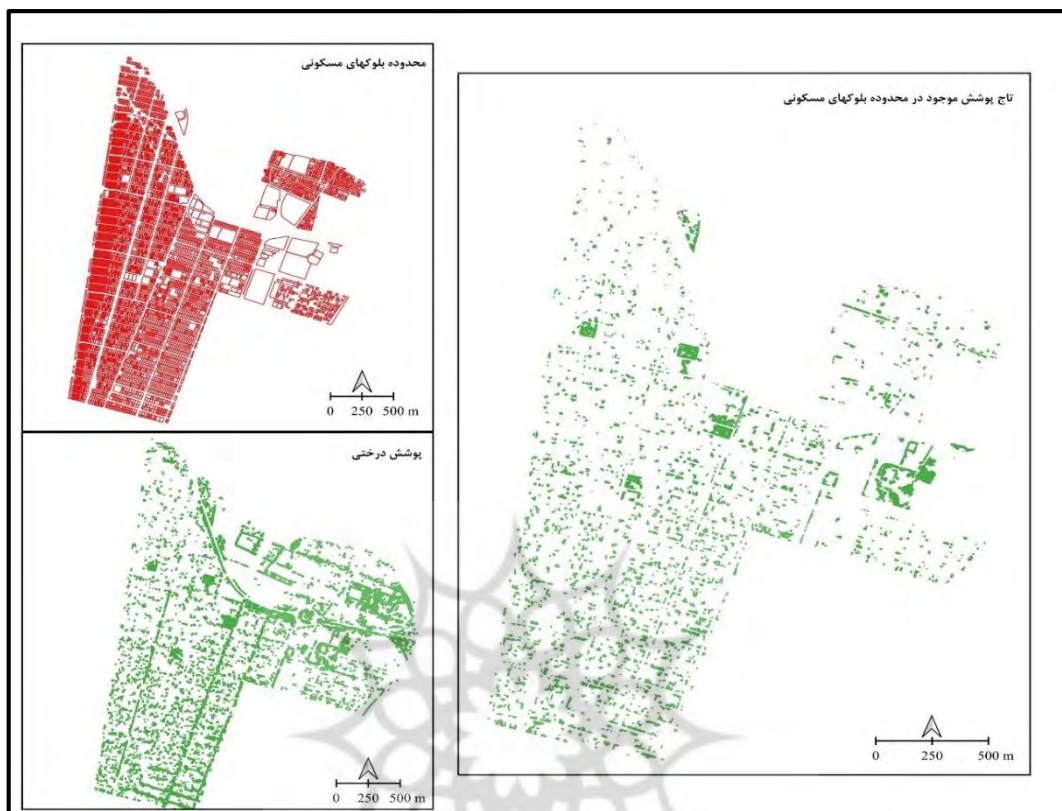 محدوده بلوکهای مسکونی
0 250 500 m
پوشش درختی
0 250 500 m
تاج پوشش موجود در محدوده بلوکهای مسکونی
0 250 500 m